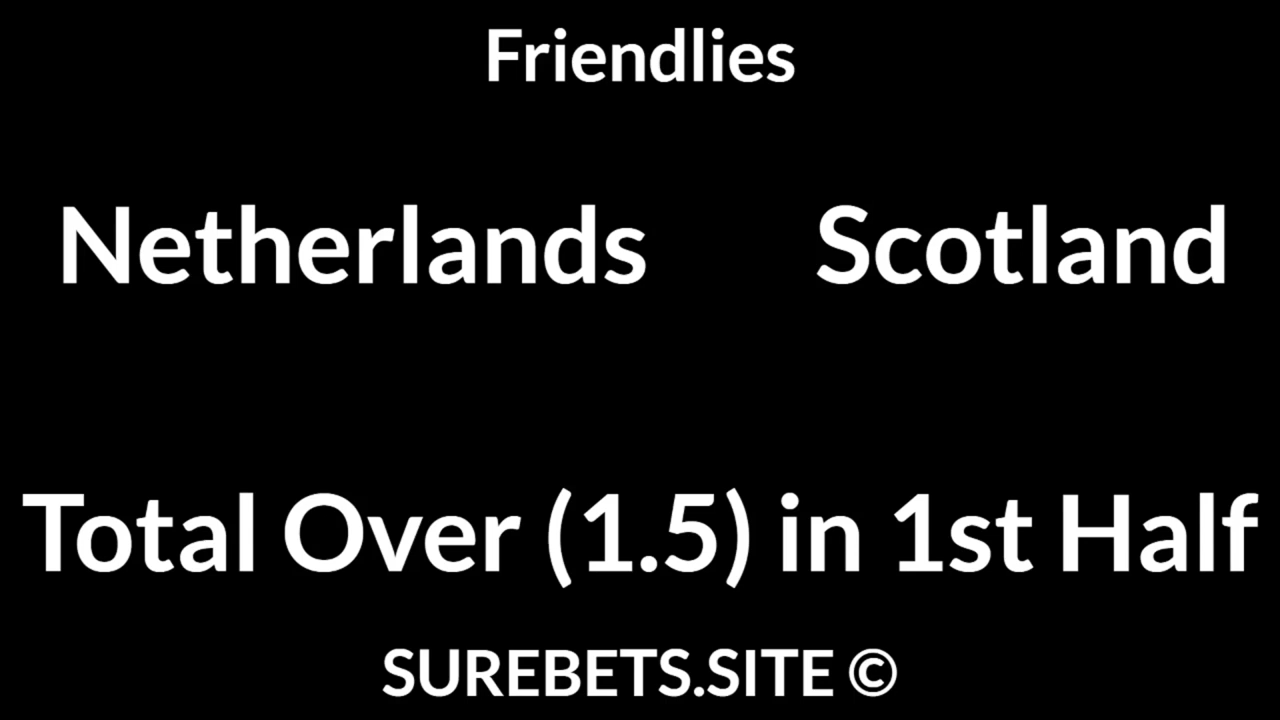 Friendlies
Netherlands Scotland
Total Over (1.5) in 1st Half
SUREBETS.SITE ©